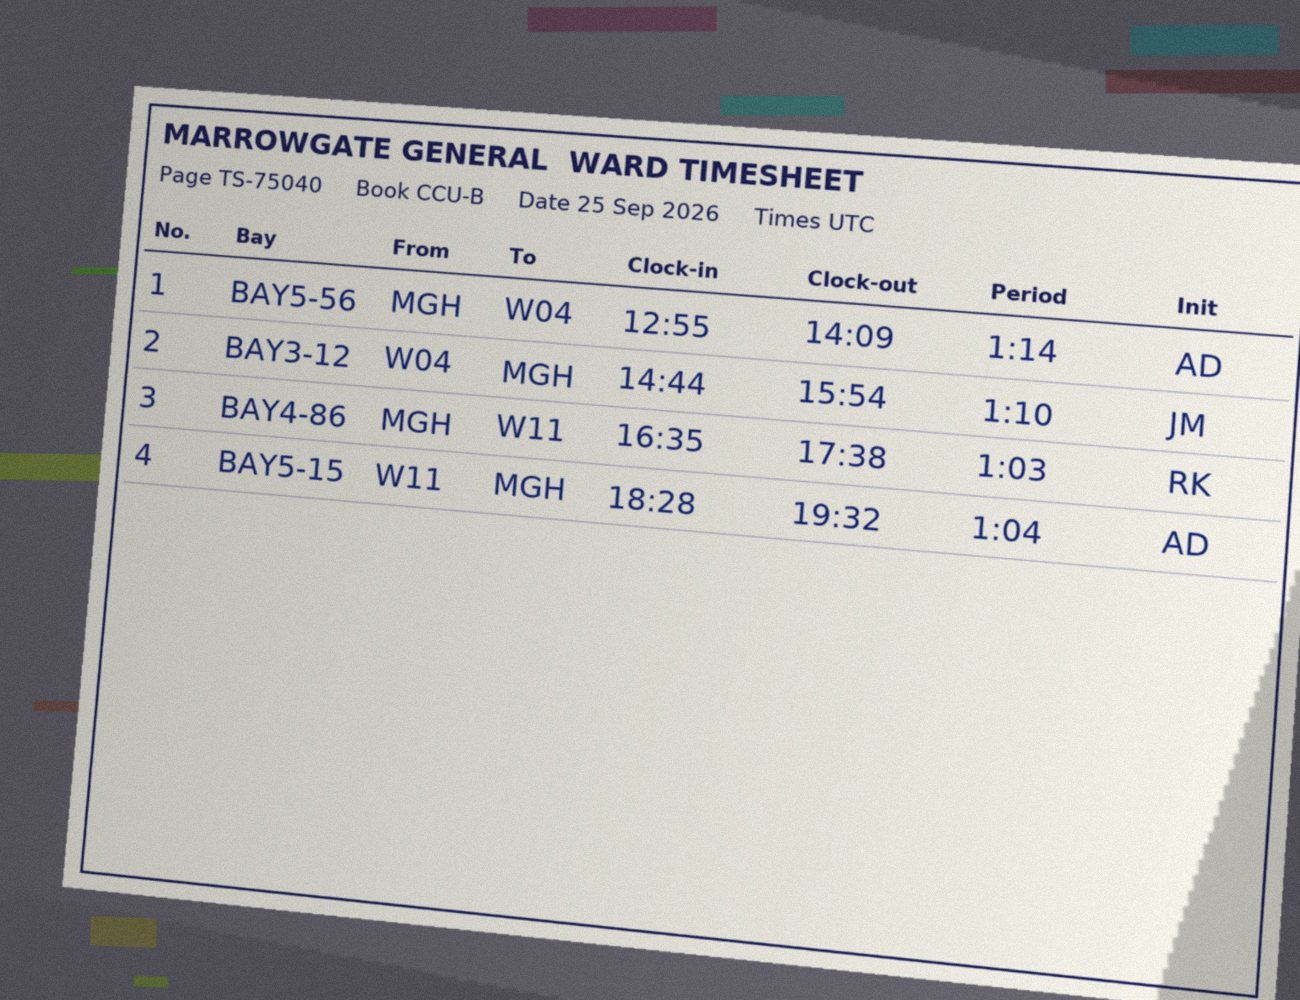 MARROWGATE GENERAL WARD TIMESHEET
Page TS-75040 Book CCU-B Date 25 Sep 2026 Times UTC
No. Bay From To Clock-in Clock-out Period Init
1 BAY5-56 MGH W04 12:55 14:09 1:14 AD
2 BAY3-12 W04 MGH 14:44 15:54 1:10 JM
3 BAY4-86 MGH W11 16:35 17:38 1:03 RK
4 BAY5-15 W11 MGH 18:28 19:32 1:04 AD